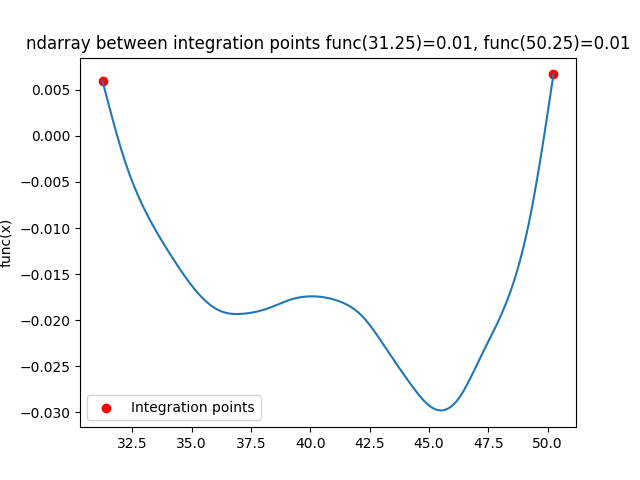 ndarray between integration points func(31.25)=0.01, func(50.25)=0.01
func(x)
0.005
0.000
−0.005
−0.010
−0.015
−0.020
−0.025
−0.030
Integration points
32.5 35.0 37.5 40.0 42.5 45.0 47.5 50.0